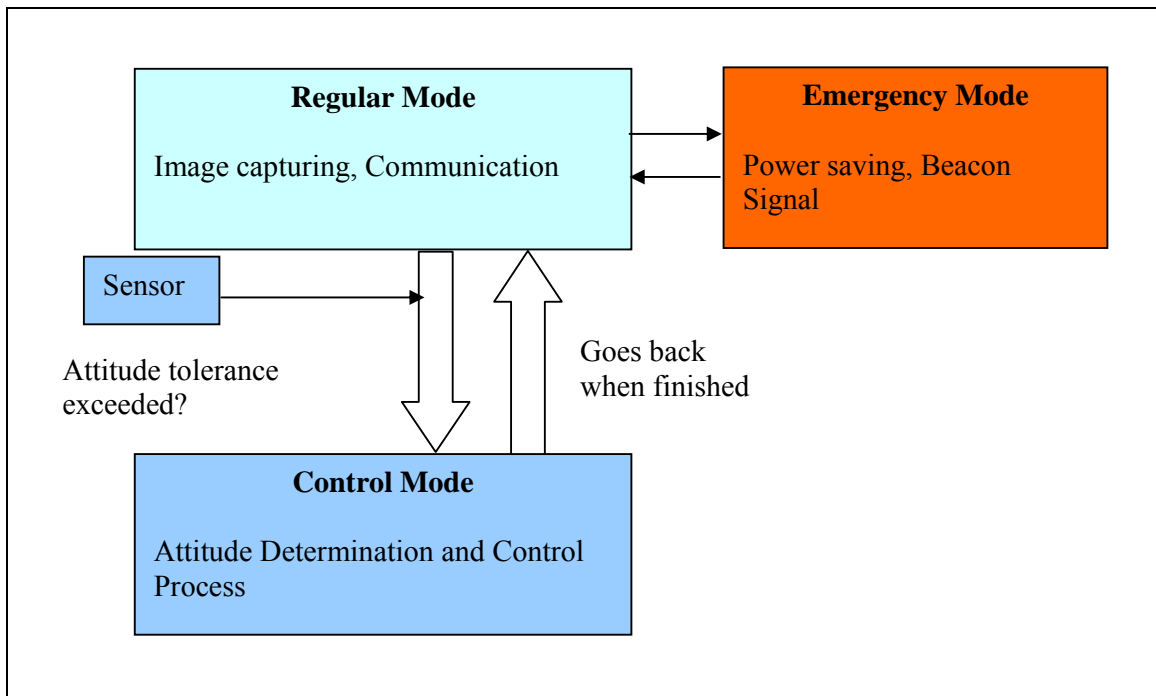 Regular Mode
Image capturing, Communication
Emergency Mode
Power saving, Beacon
Signal
Sensor
Attitude tolerance
exceeded?
Goes back
when finished
Control Mode
Attitude Determination and Control
Process